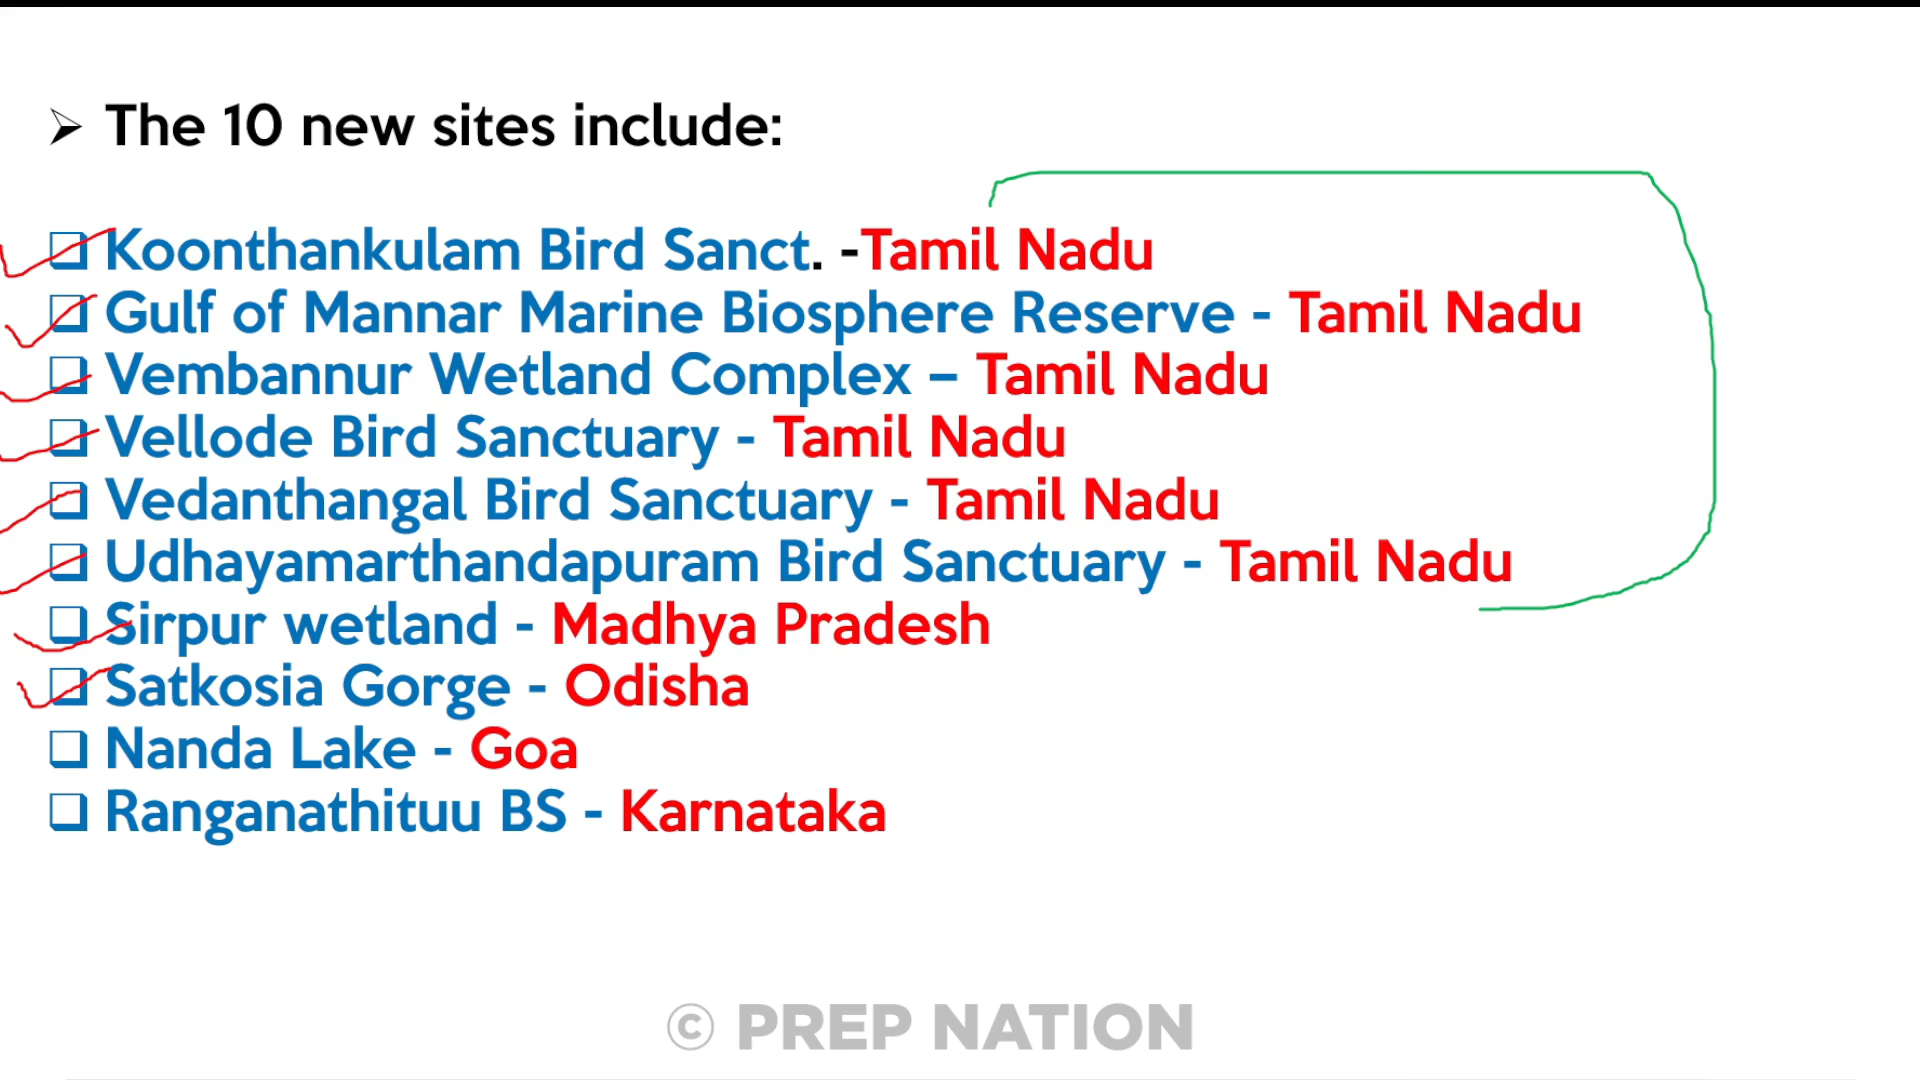 The 10 new sites include:
Koonthankulam Bird Sanct. -Tamil Nadu
Gulf of Mannar Marine Biosphere Reserve - Tamil Nadu
Vembannur Wetland Complex – Tamil Nadu
Vellode Bird Sanctuary - Tamil Nadu
Vedanthangal Bird Sanctuary - Tamil Nadu
Udhayamarthandapuram Bird Sanctuary - Tamil Nadu
Sirpur wetland - Madhya Pradesh
Satkosia Gorge - Odisha
Nanda Lake - Goa
Ranganathituu BS - Karnataka
© PREP NATION